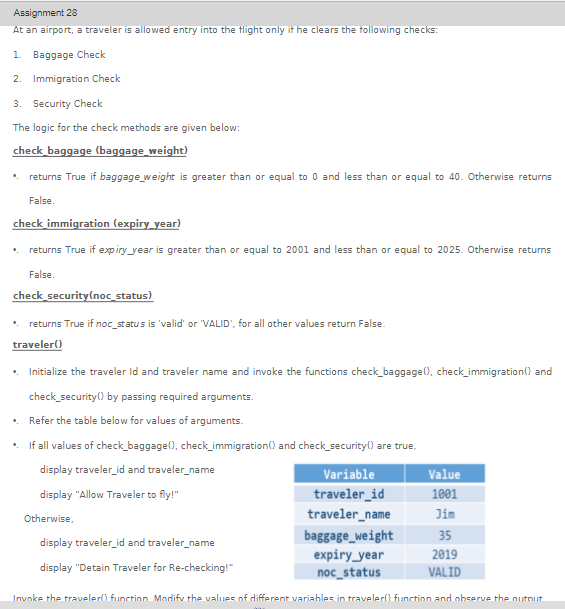 Assignment 28
At an airport, a traveler is allowed entry into the flight only if he clears the following checks:
1. Baggage Check
2. Immigration Check
3. Security Check
The logic for the check methods are given below:
check_baggage (baggage_weight)
•. returns True if baggage_weight is greater than or equal to 0 and less than or equal to 40. Otherwise returns
False.
check_immigration (expiry_year)
•. returns True if expiry_year is greater than or equal to 2001 and less than or equal to 2025. Otherwise returns
False.
check_security(noc_status)
•. returns True if noc_status is 'valid' or 'VALID', for all other values return False.
traveler()
•. Initialize the traveler Id and traveler name and invoke the functions check_baggage(), check_immigration() and
check_security() by passing required arguments.
•. Refer the table below for values of arguments.
•. If all values of check_baggage(), check_immigration() and check_security() are true,
display traveler_id and traveler_name
display "Allow Traveler to fly!"
Otherwise,
display traveler_id and traveler_name
display "Detain Traveler for Re-checking!"
Variable Value
traveler_id 1001
traveler_name Jim
baggage_weight 35
expiry_year 2019
noc_status VALID
Invoke the traveler() function. Modify the values of different variables in traveler() function and observe the output.